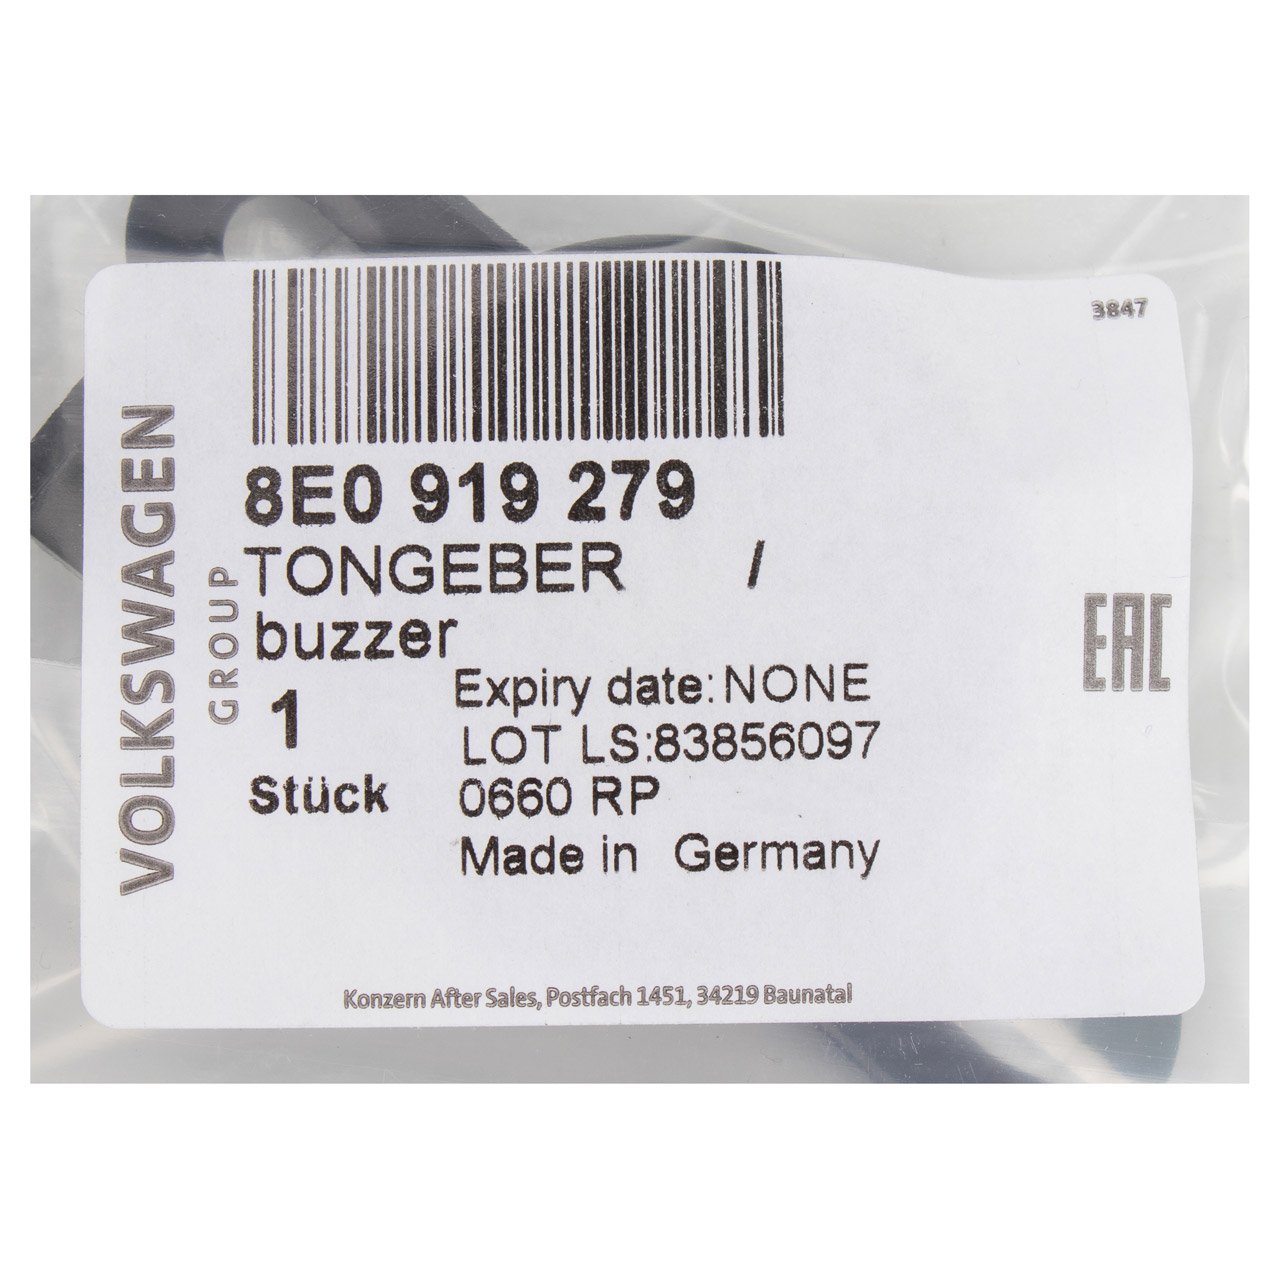 3847
VOLKSWAGEN
GROUP
8E0 919 279
TONGEBER /
buzzer
1
Stück
Expiry date: NONE
LOT LS:83856097
0660 RP
Made in Germany
EAC
Konzern After Sales, Postfach 1451, 34219 Baunatal